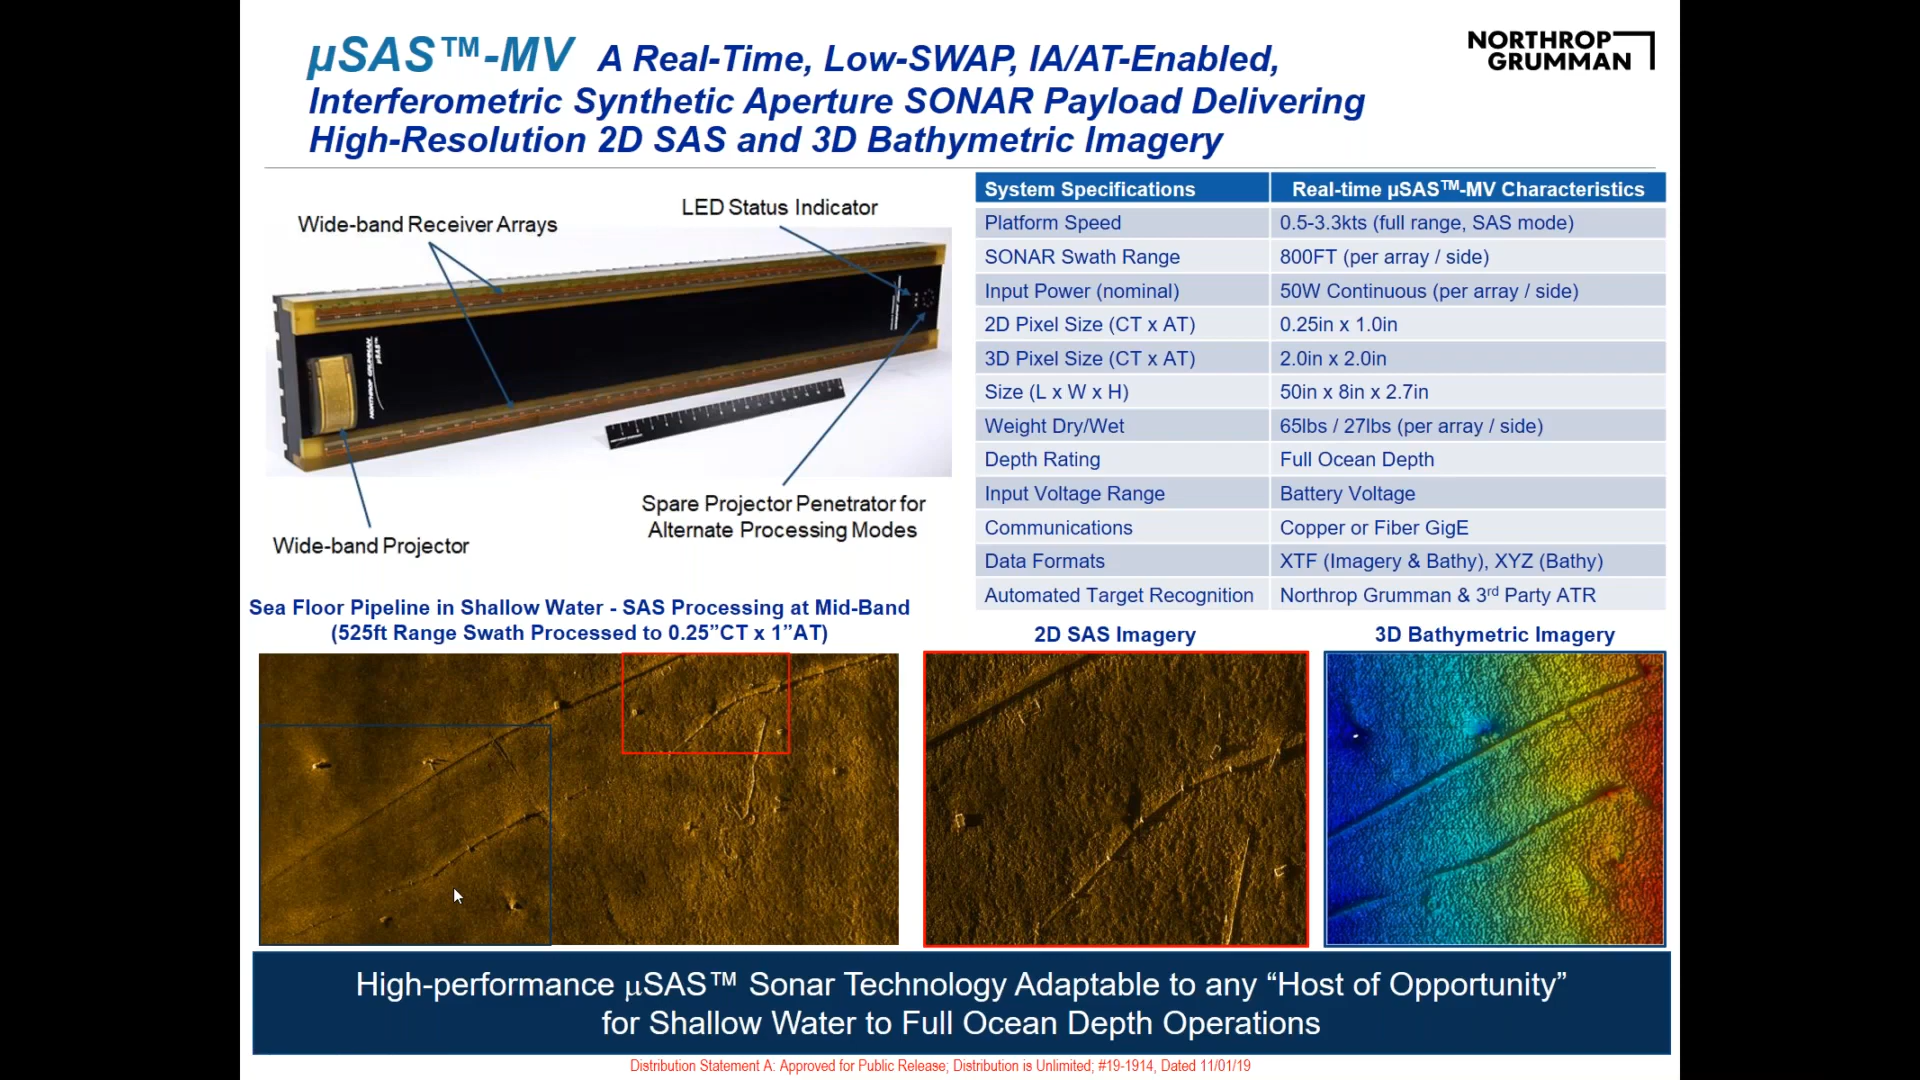 µSAS™-MV A Real-Time, Low-SWAP, IA/AT-Enabled,
Interferometric Synthetic Aperture SONAR Payload Delivering
High-Resolution 2D SAS and 3D Bathymetric Imagery
NORTHROP
GRUMMAN
Wide-band Receiver Arrays
LED Status Indicator
NORTHROP GRUMMAN
µSAS™
Spare Projector Penetrator for
Alternate Processing Modes
Wide-band Projector
System Specifications Real-time µSAS™-MV Characteristics
Platform Speed 0.5-3.3kts (full range, SAS mode)
SONAR Swath Range 800FT (per array / side)
Input Power (nominal) 50W Continuous (per array / side)
2D Pixel Size (CT x AT) 0.25in x 1.0in
3D Pixel Size (CT x AT) 2.0in x 2.0in
Size (L x W x H) 50in x 8in x 2.7in
Weight Dry/Wet 65lbs / 27lbs (per array / side)
Depth Rating Full Ocean Depth
Input Voltage Range Battery Voltage
Communications Copper or Fiber GigE
Data Formats XTF (Imagery & Bathy), XYZ (Bathy)
Automated Target Recognition Northrop Grumman & 3rd Party ATR
Sea Floor Pipeline in Shallow Water - SAS Processing at Mid-Band
(525ft Range Swath Processed to 0.25”CT x 1”AT)
2D SAS Imagery
3D Bathymetric Imagery
High-performance µSAS™ Sonar Technology Adaptable to any “Host of Opportunity”
for Shallow Water to Full Ocean Depth Operations
Distribution Statement A: Approved for Public Release; Distribution is Unlimited; #19-1914, Dated 11/01/19